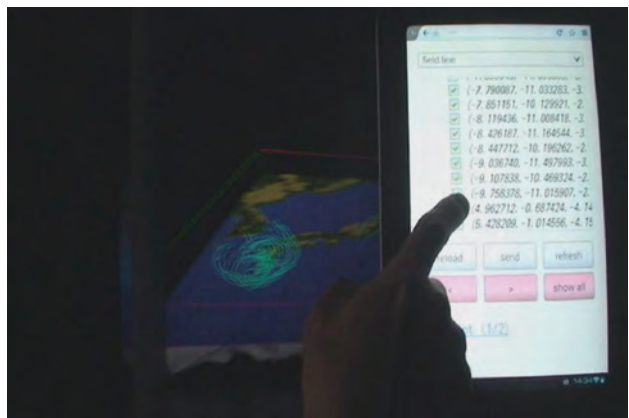 field line
(-7. 790087, -11. 033283, -3.
(-7. 851151, -10. 129921, -2.
(-8. 119436, -11. 008418, -3.
(-8. 426187, -11. 164544, -3.
(-8. 447712, -10. 196262, -2.
(-9. 036740, -11. 497993, -3.
(-9. 107838, -10. 469324, -2.
(-9. 758378, -11. 015907, -2.
(4. 962712, -0. 687424, -4. 14
(5. 428209, -1. 014556, -4. 15
send
refresh
< > show all
(1/2)